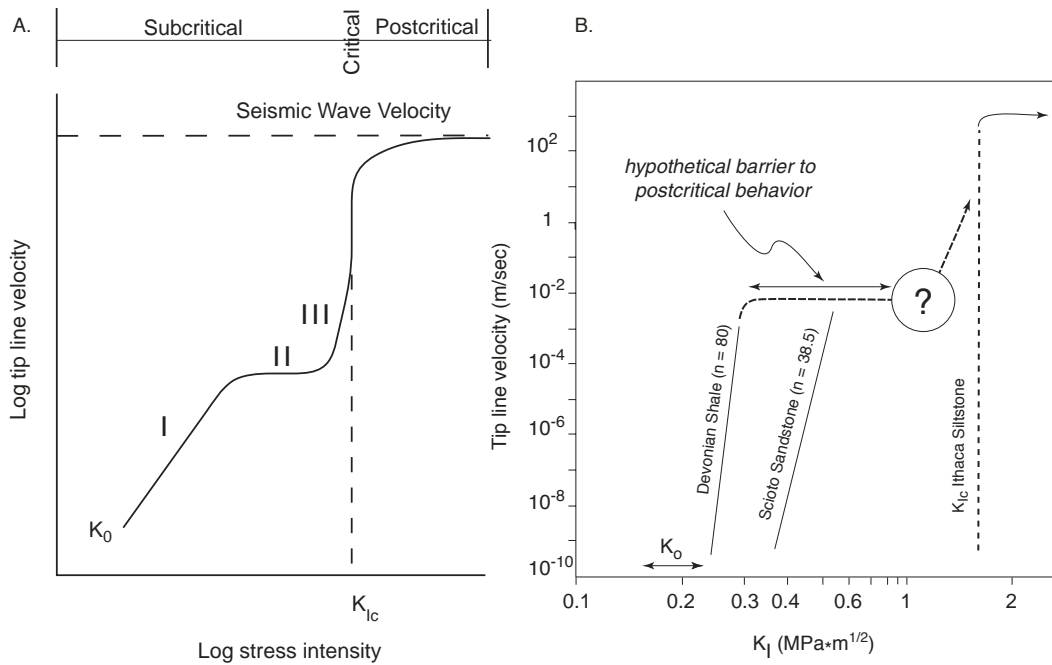 A.
Subcritical
Critical
Postcritical
Seismic Wave Velocity
Log tip line velocity
I
II
III
K0
KIc
Log stress intensity
B.
hypothetical barrier to
postcritical behavior
Tip line velocity (m/sec)
10^2
1
10^-2
10^-4
10^-6
10^-8
10^-10
?
Devonian Shale (n = 80)
Scioto Sandstone (n = 38.5)
KIc Ithaca Siltstone
Ko
0.1
0.2
0.3
0.4
0.6
1
2
KI (MPa*m^1/2)